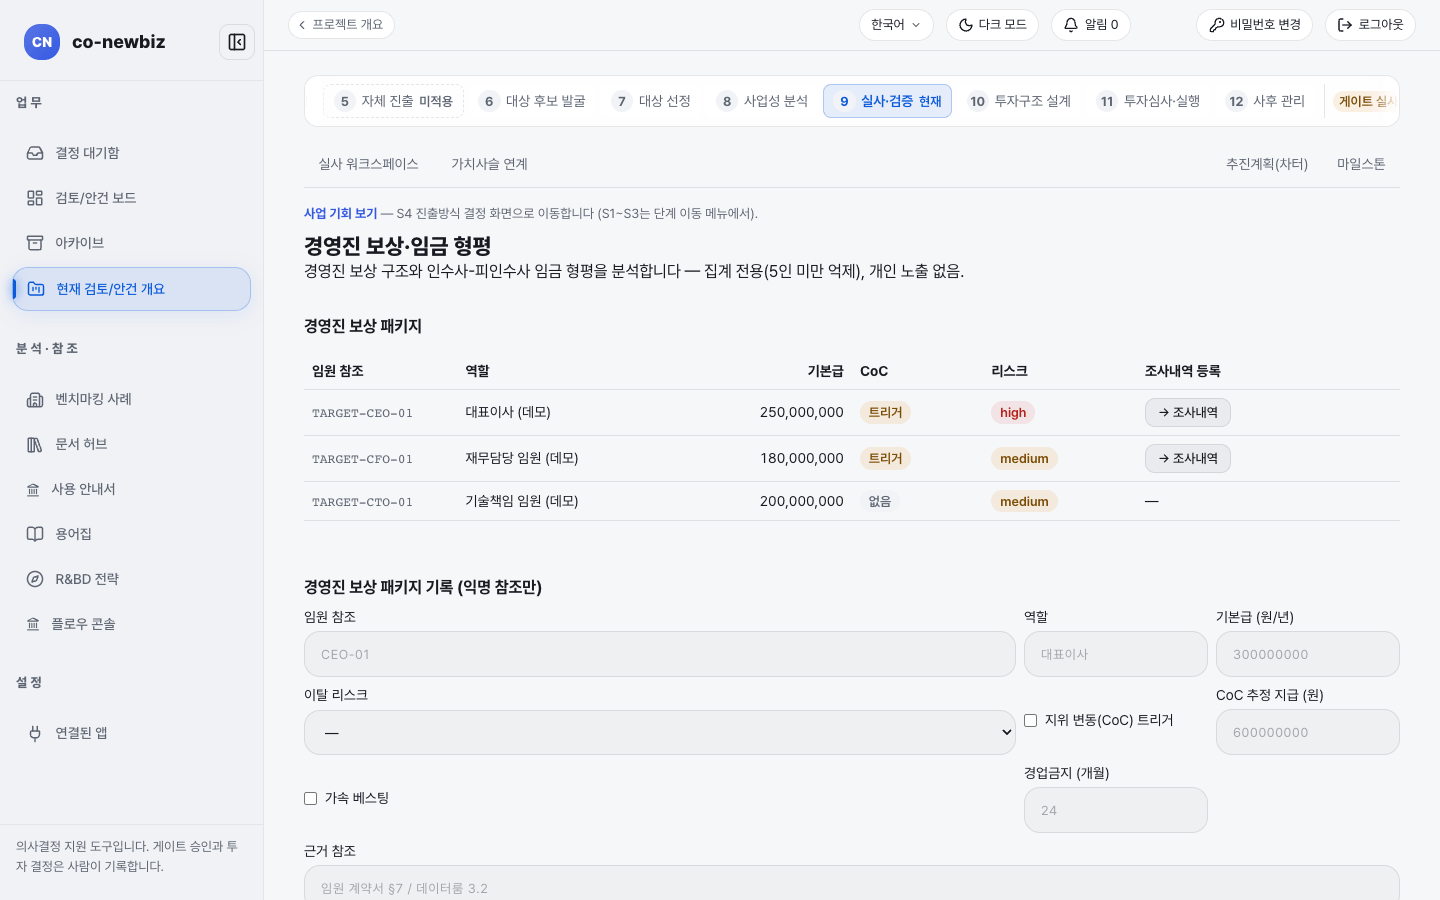 CN co-newbiz
업무
결정 대기함
검토/안건 보드
아카이브
현재 검토/안건 개요
분석·참조
벤치마킹 사례
문서 허브
사용 안내서
용어집
R&BD 전략
플로우 콘솔
설정
연결된 앱
의사결정 지원 도구입니다. 게이트 승인과 투
자 결정은 사람이 기록합니다.
프로젝트 개요
한국어 다크 모드 알림 0 비밀번호 변경 로그아웃
5 자체 진출 미적용 6 대상 후보 발굴 7 대상 선정 8 사업성 분석 9 실사·검증 현재 10 투자구조 설계 11 투자심사·실행 12 사후 관리 게이트 실사
실사 워크스페이스 가치사슬 연계 추진계획(차터) 마일스톤
사업 기회 보기 — S4 진출방식 결정 화면으로 이동합니다 (S1~S3는 단계 이동 메뉴에서).
경영진 보상·임금 형평
경영진 보상 구조와 인수사-피인수사 임금 형평을 분석합니다 — 집계 전용(5인 미만 억제), 개인 노출 없음.
경영진 보상 패키지
임원 참조 역할 기본급 CoC 리스크 조사내역 등록
TARGET-CEO-01 대표이사 (데모) 250,000,000 트리거 high → 조사내역
TARGET-CFO-01 재무담당 임원 (데모) 180,000,000 트리거 medium → 조사내역
TARGET-CTO-01 기술책임 임원 (데모) 200,000,000 없음 medium —
경영진 보상 패키지 기록 (익명 참조만)
임원 참조 역할 기본급 (원/년)
CEO-01 대표이사 300000000
이탈 리스크 CoC 추정 지급 (원)
— 지위 변동(CoC) 트리거 600000000
경업금지 (개월)
가속 베스팅 24
근거 참조
임원 계약서 §7 / 데이터룸 3.2